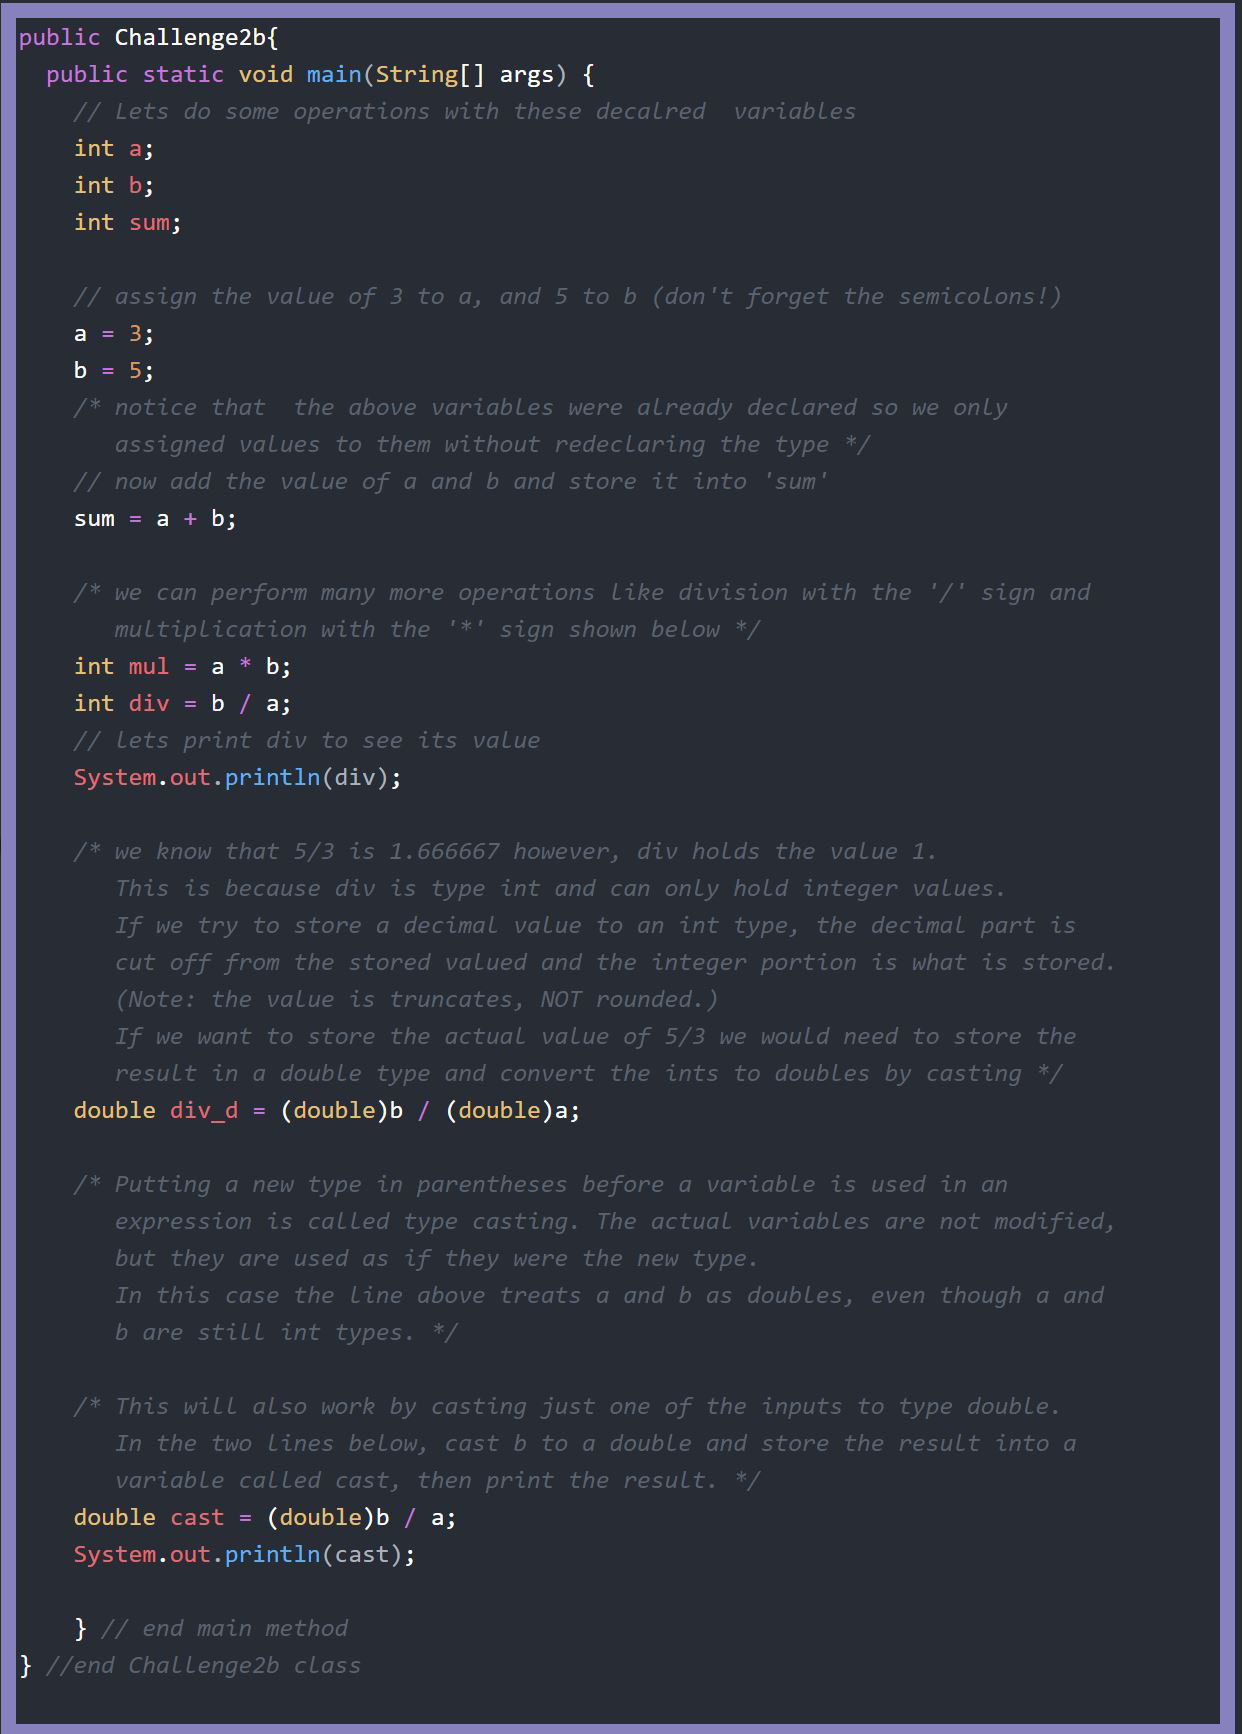 public Challenge2b{
  public static void main(String[] args) {
    // Lets do some operations with these decalred  variables
    int a;
    int b;
    int sum;

    // assign the value of 3 to a, and 5 to b (don't forget the semicolons!)
    a = 3;
    b = 5;
    /* notice that  the above variables were already declared so we only
       assigned values to them without redeclaring the type */
    // now add the value of a and b and store it into 'sum'
    sum = a + b;

    /* we can perform many more operations like division with the '/' sign and
       multiplication with the '*' sign shown below */
    int mul = a * b;
    int div = b / a;
    // lets print div to see its value
    System.out.println(div);

    /* we know that 5/3 is 1.666667 however, div holds the value 1.
       This is because div is type int and can only hold integer values.
       If we try to store a decimal value to an int type, the decimal part is
       cut off from the stored valued and the integer portion is what is stored.
       (Note: the value is truncates, NOT rounded.)
       If we want to store the actual value of 5/3 we would need to store the
       result in a double type and convert the ints to doubles by casting */
    double div_d = (double)b / (double)a;

    /* Putting a new type in parentheses before a variable is used in an
       expression is called type casting. The actual variables are not modified,
       but they are used as if they were the new type.
       In this case the line above treats a and b as doubles, even though a and
       b are still int types. */

    /* This will also work by casting just one of the inputs to type double.
       In the two lines below, cast b to a double and store the result into a
       variable called cast, then print the result. */
    double cast = (double)b / a;
    System.out.println(cast);

    } // end main method
} //end Challenge2b class